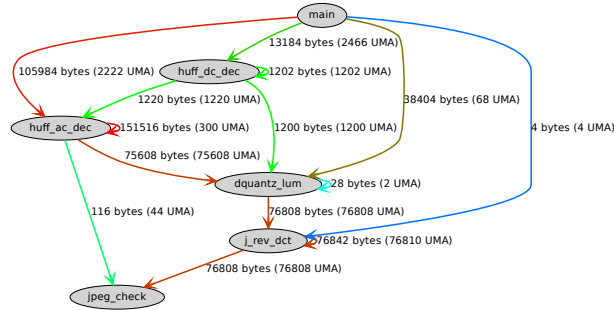 main
13184 bytes (2466 UMA)
huff_dc_dec
1202 bytes (1202 UMA)
105984 bytes (2222 UMA)
1220 bytes (1220 UMA)
38404 bytes (68 UMA)
huff_ac_dec
151516 bytes (300 UMA)
1200 bytes (1200 UMA)
4 bytes (4 UMA)
75608 bytes (75608 UMA)
dquantz_lum
28 bytes (2 UMA)
116 bytes (44 UMA)
76808 bytes (76808 UMA)
j_rev_dct
76842 bytes (76810 UMA)
76808 bytes (76808 UMA)
jpeg_check